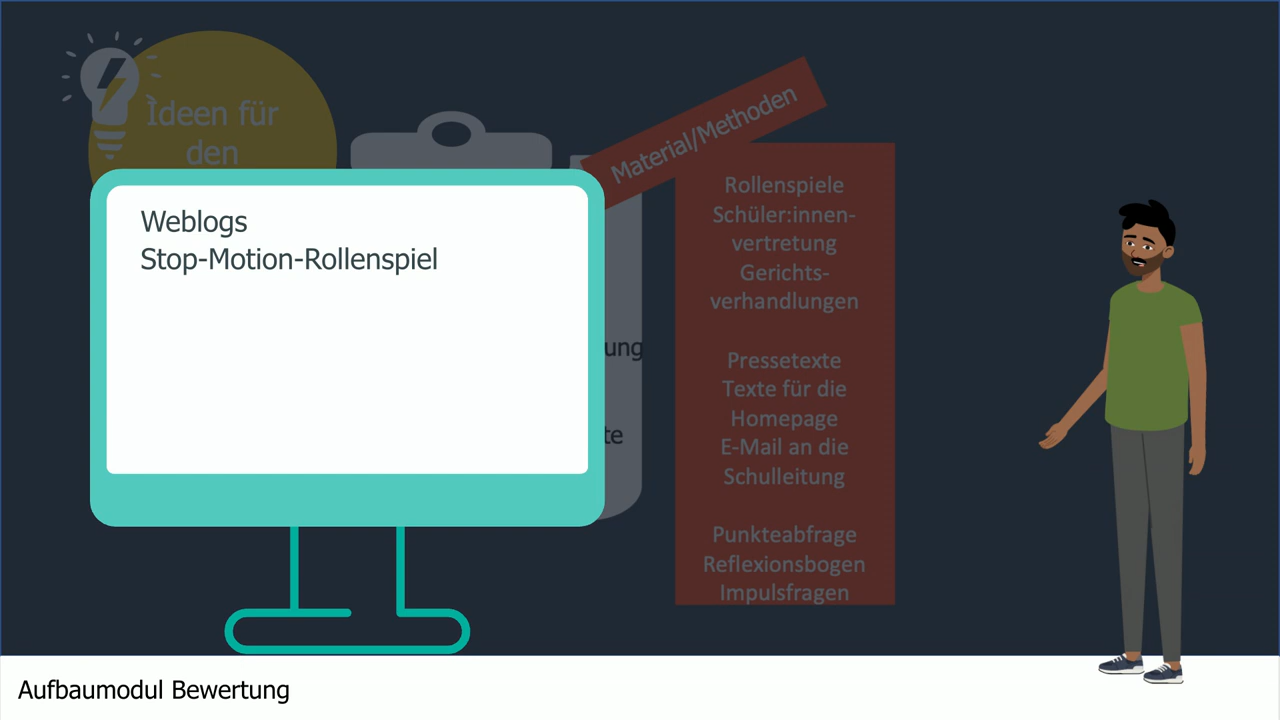 Ideen für
den
Weblogs
Stop-Motion-Rollenspiel
Material/Methoden
Rollenspiele
Schüler:innen-
vertretung
Gerichts-
verhandlungen
Pressetexte
Texte für die
Homepage
E-Mail an die
Schulleitung
Punkteabfrage
Reflexionsbogen
Impulsfragen
Aufbaumodul Bewertung